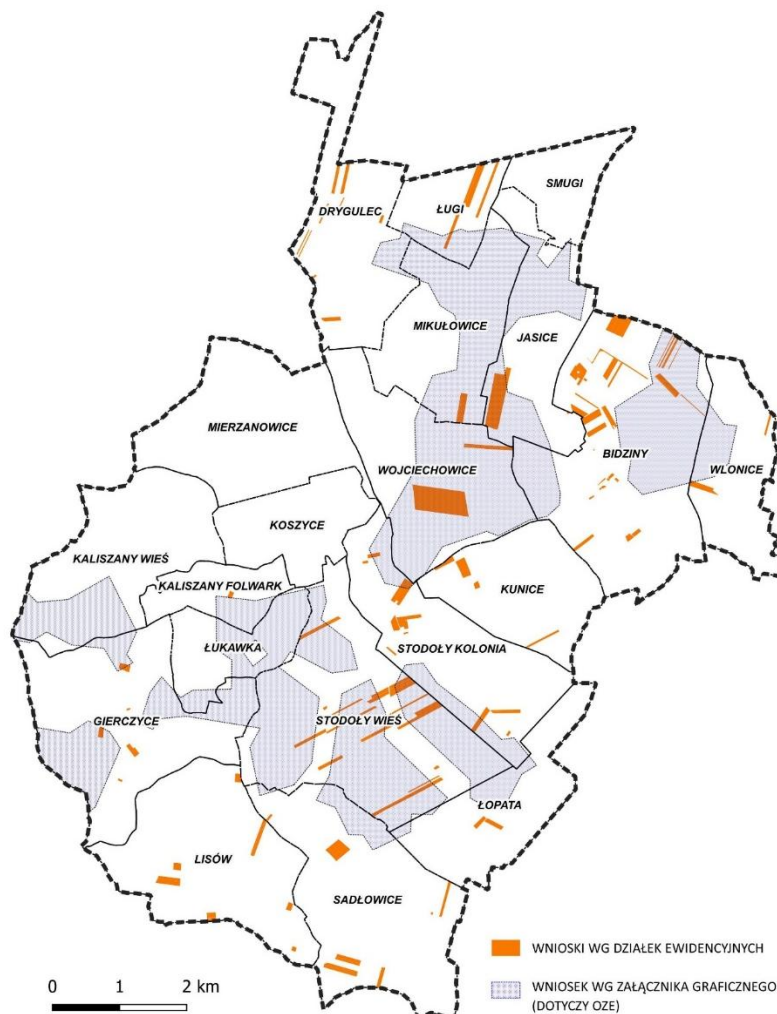 SMUGI
DRYGULEC
ŁUGI
MIKUŁOWICE
JASICE
MIERZANOWICE
BIDZINY
WOJCIECHOWICE
WLONICE
KOSZYCE
KALISZANY WIEŚ
KALISZANY FOLWARK
KUNICE
ŁUKAWKA
STODOŁY KOLONIA
GIERCZYCE
STODOŁY WIEŚ
ŁOPATA
LISÓW
SADŁOWICE
WNIOSKI WG DZIAŁEK EWIDENCYJNYCH
0 1 2 km
WNIOSEK WG ZAŁĄCZNIKA GRAFICZNEGO
(DOTYCZY OZE)